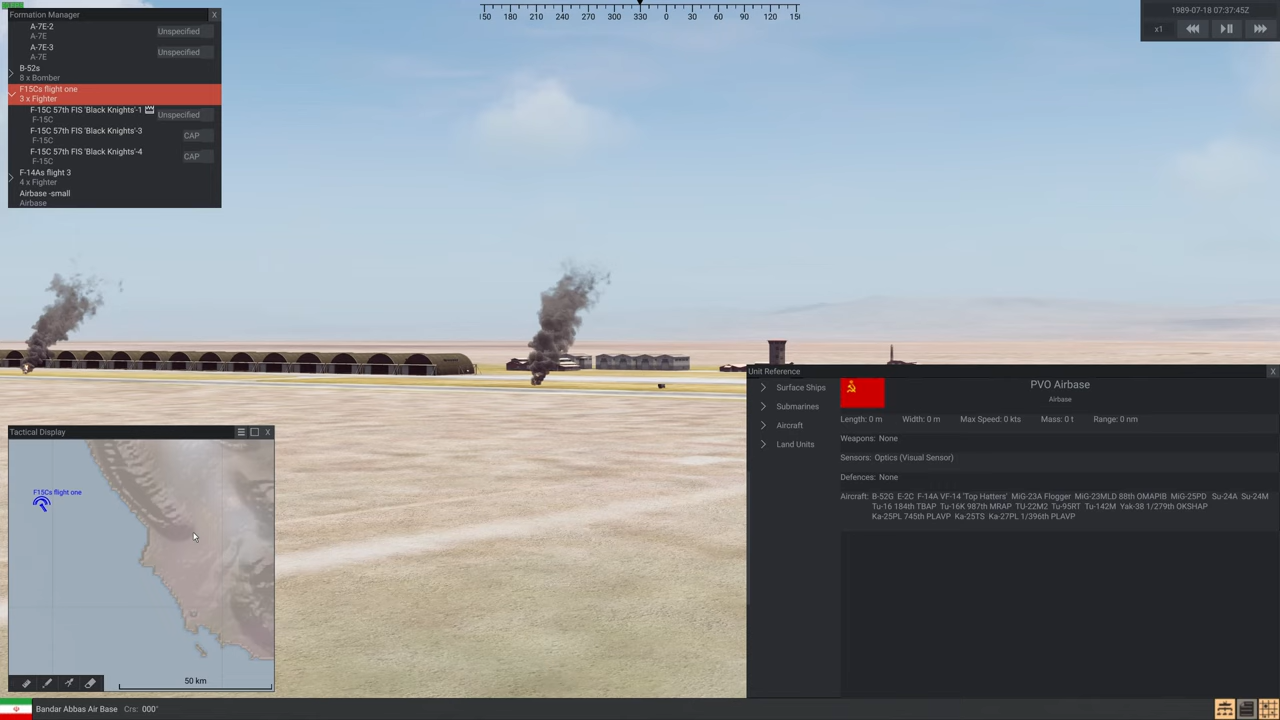 Formation Manager X
A-7E-2
A-7E
Unspecified
A-7E-3
A-7E
Unspecified
B-52s
8 x Bomber
F15Cs flight one
3 x Fighter
F-15C 57th FIS 'Black Knights'-1
F-15C
Unspecified
F-15C 57th FIS 'Black Knights'-3
F-15C
CAP
F-15C 57th FIS 'Black Knights'-4
F-15C
CAP
F-14As flight 3
4 x Fighter
Airbase -small
Airbase
150 180 210 240 270 300 330 0 30 60 90 120 15
1989-07-18 07:37:45Z
x1
Tactical Display X
F15Cs flight one
50 km
Unit Reference X
Surface Ships
Submarines
Aircraft
Land Units
PVO Airbase
Airbase
Length: 0 m Width: 0 m Max Speed: 0 kts Mass: 0 t Range: 0 nm
Weapons: None
Sensors: Optics (Visual Sensor)
Defences: None
Aircraft: B-52G E-2C F-14A VF-14 'Top Hatters' MiG-23A Flogger MiG-23MLD 88th OMAPIB MiG-25PD Su-24A Su-24M
Tu-16 184th TBAP Tu-16K 987th MRAP TU-22M2 Tu-95RT Tu-142M Yak-38 1/279th OKSHAP
Ka-25PL 745th PLAVP Ka-25TS Ka-27PL 1/396th PLAVP
Bandar Abbas Air Base Crs: 000°